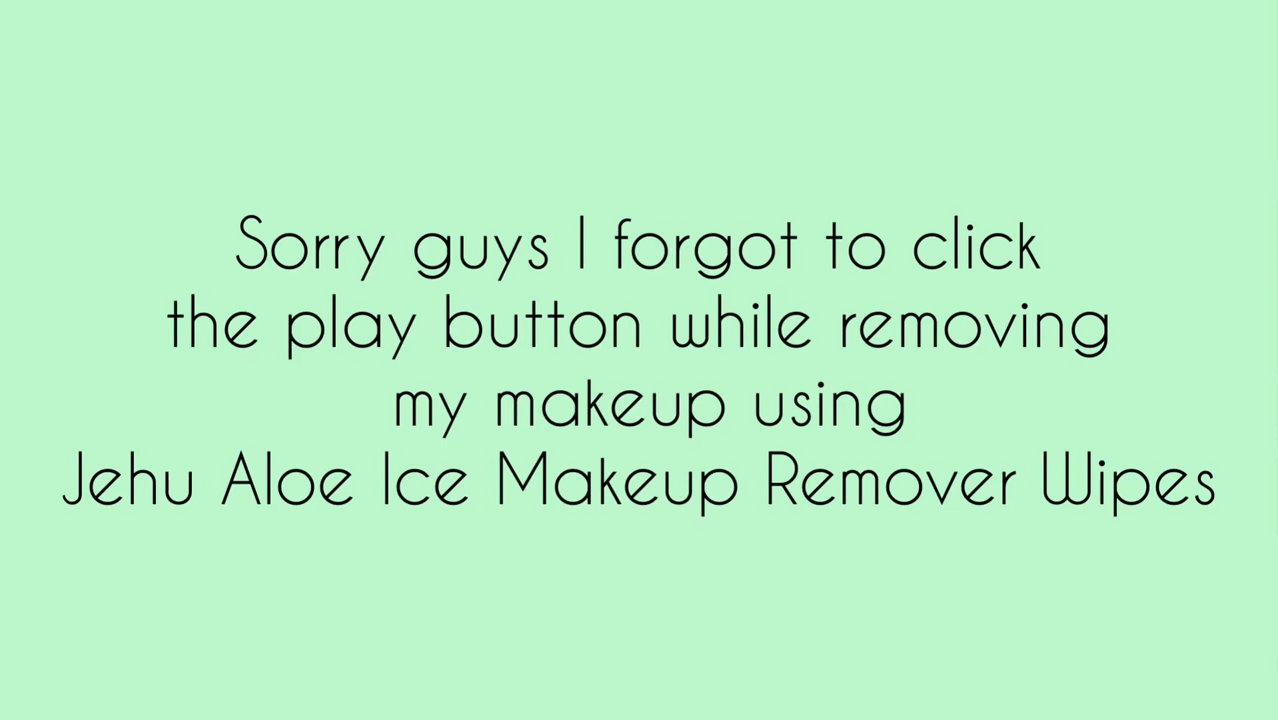 Sorry guys I forgot to click
the play button while removing
my makeup using
Jehu Aloe Ice Makeup Remover Wipes